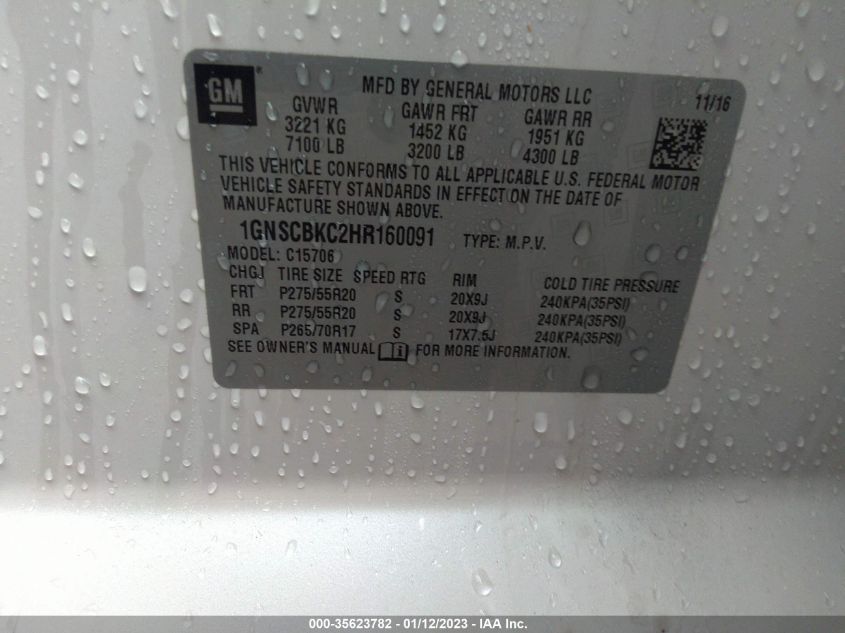 GM®
MFD BY GENERAL MOTORS LLC
11/16
GVWR GAWR FRT GAWR RR
3221 KG 1452 KG 1951 KG
7100 LB 3200 LB 4300 LB
THIS VEHICLE CONFORMS TO ALL APPLICABLE U.S. FEDERAL MOTOR
VEHICLE SAFETY STANDARDS IN EFFECT ON THE DATE OF
MANUFACTURE SHOWN ABOVE.
1GNSCBKC2HR160091 TYPE: M.P.V.
MODEL: C15706
CHGJ TIRE SIZE SPEED RTG RIM COLD TIRE PRESSURE
FRT P275/55R20 S 20X9J 240KPA(35PSI)
RR P275/55R20 S 20X9J 240KPA(35PSI)
SPA P265/70R17 S 17X7.5J 240KPA(35PSI)
SEE OWNER'S MANUAL FOR MORE INFORMATION.
000-35623782 - 01/12/2023 - IAA Inc.